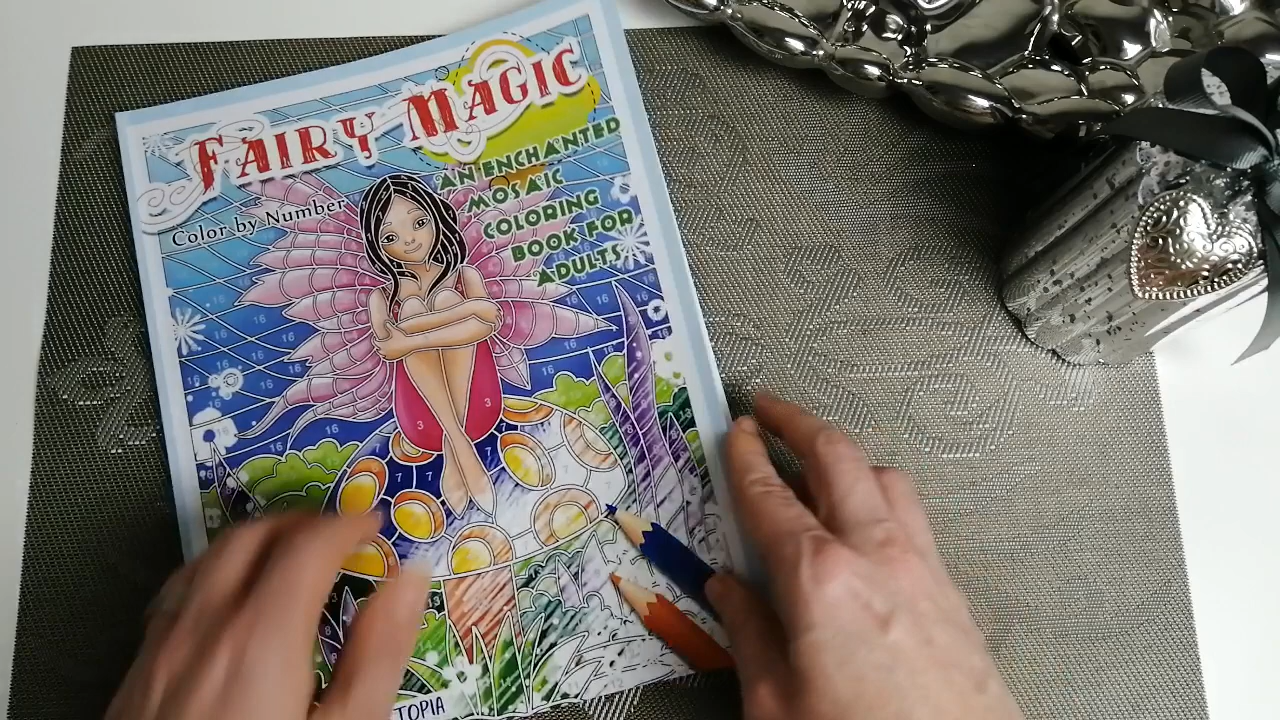 FAIRY MAGIC
Color by Number
AN ENCHANTED
MOSAIC
COLORING
BOOK FOR
ADULTS
TOPIA